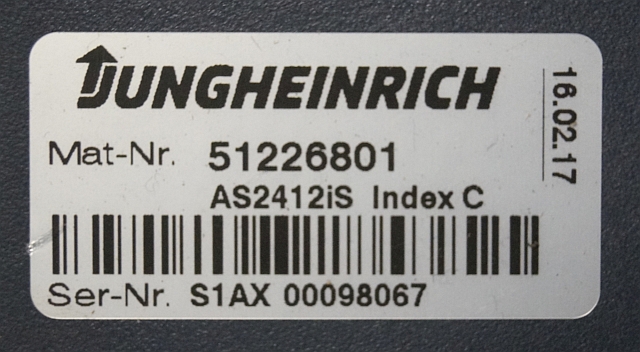 JUNGHEINRICH
16.02.17
Mat-Nr. 51226801
AS2412iS Index C
Ser-Nr. S1AX 00098067